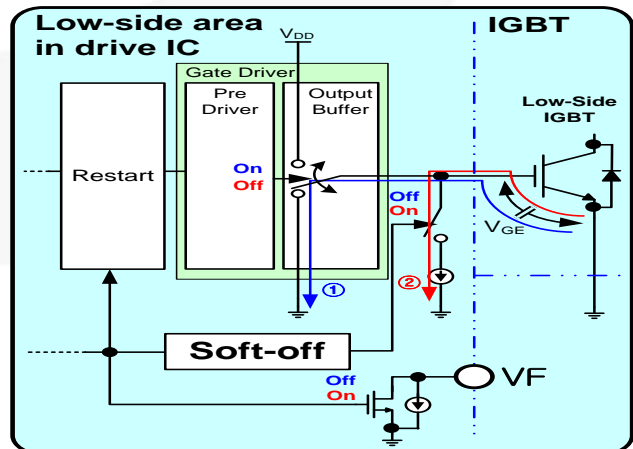 Low-side area
in drive IC
IGBT
VDD
Gate Driver
Pre
Driver
Output
Buffer
Low-Side
IGBT
Restart
On
Off
Off
On
VGE
①
②
Soft-off
Off
On
VF